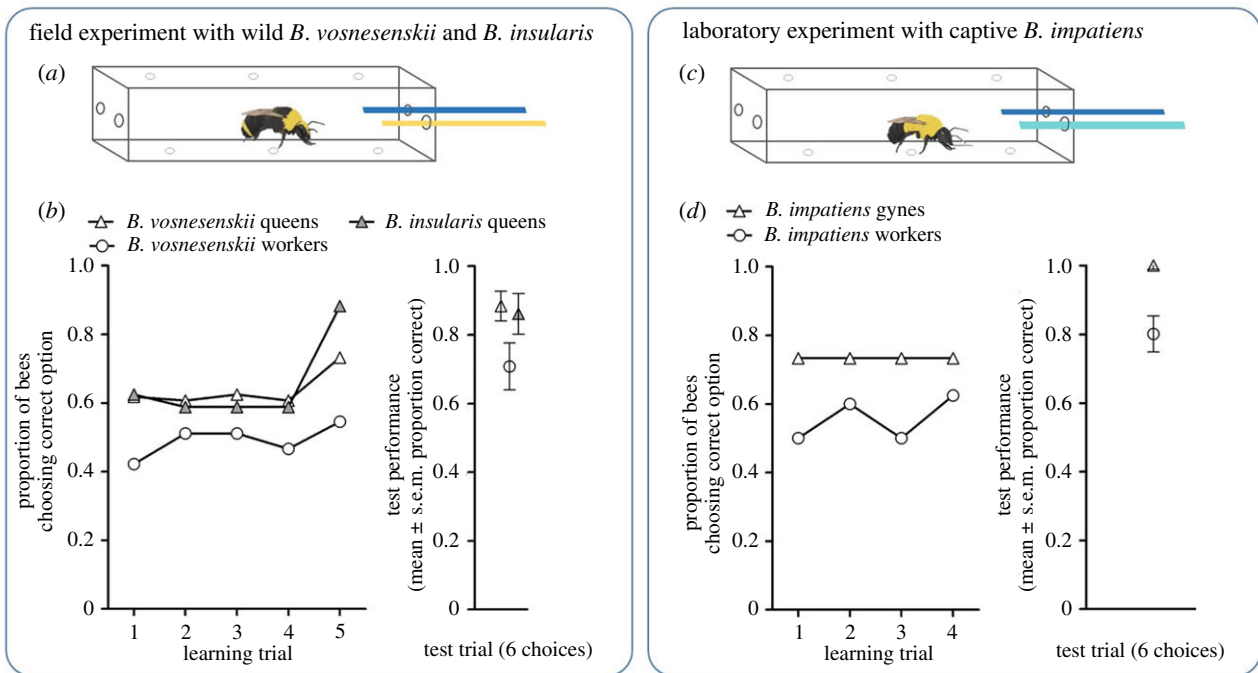 field experiment with wild B. vosnesenskii and B. insularis
(a)
(b)
B. vosnesenskii queens
B. insularis queens
B. vosnesenskii workers
proportion of bees
choosing correct option
1.0
0.8
0.6
0.4
0.2
0
1 2 3 4 5
learning trial
test performance
(mean ± s.e.m. proportion correct)
1.0
0.8
0.6
0.4
0.2
0
test trial (6 choices)
laboratory experiment with captive B. impatiens
(c)
(d)
B. impatiens gynes
B. impatiens workers
proportion of bees
choosing correct option
1.0
0.8
0.6
0.4
0.2
0
1 2 3 4
learning trial
test performance
(mean ± s.e.m. proportion correct)
1.0
0.8
0.6
0.4
0.2
0
test trial (6 choices)